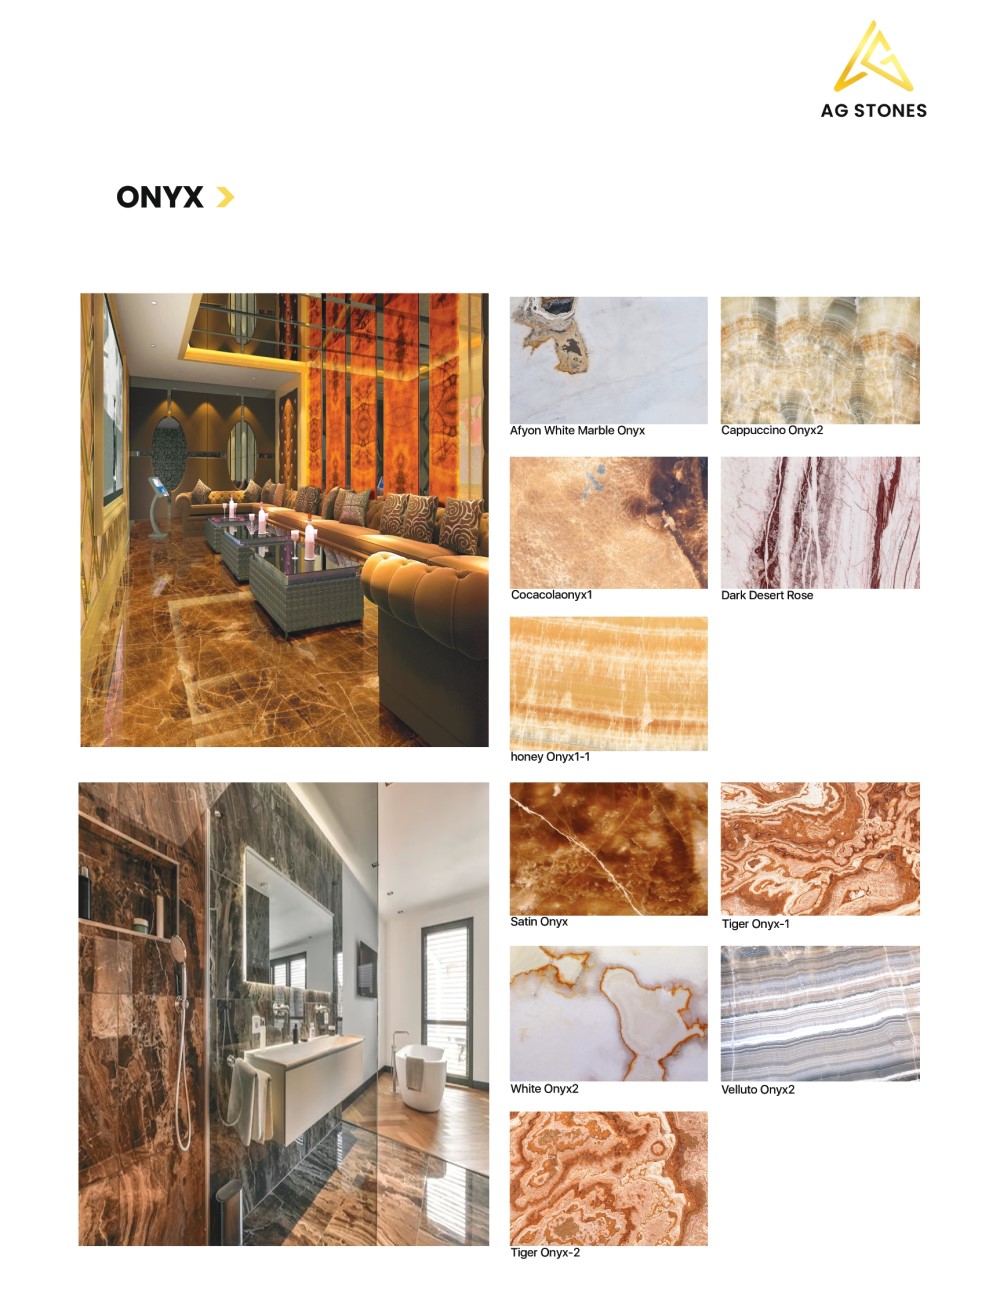 AG STONES
ONYX
Afyon White Marble Onyx
Cappuccino Onyx2
Cocacolaonyx1
Dark Desert Rose
honey Onyx1-1
Satin Onyx
Tiger Onyx-1
White Onyx2
Velluto Onyx2
Tiger Onyx-2